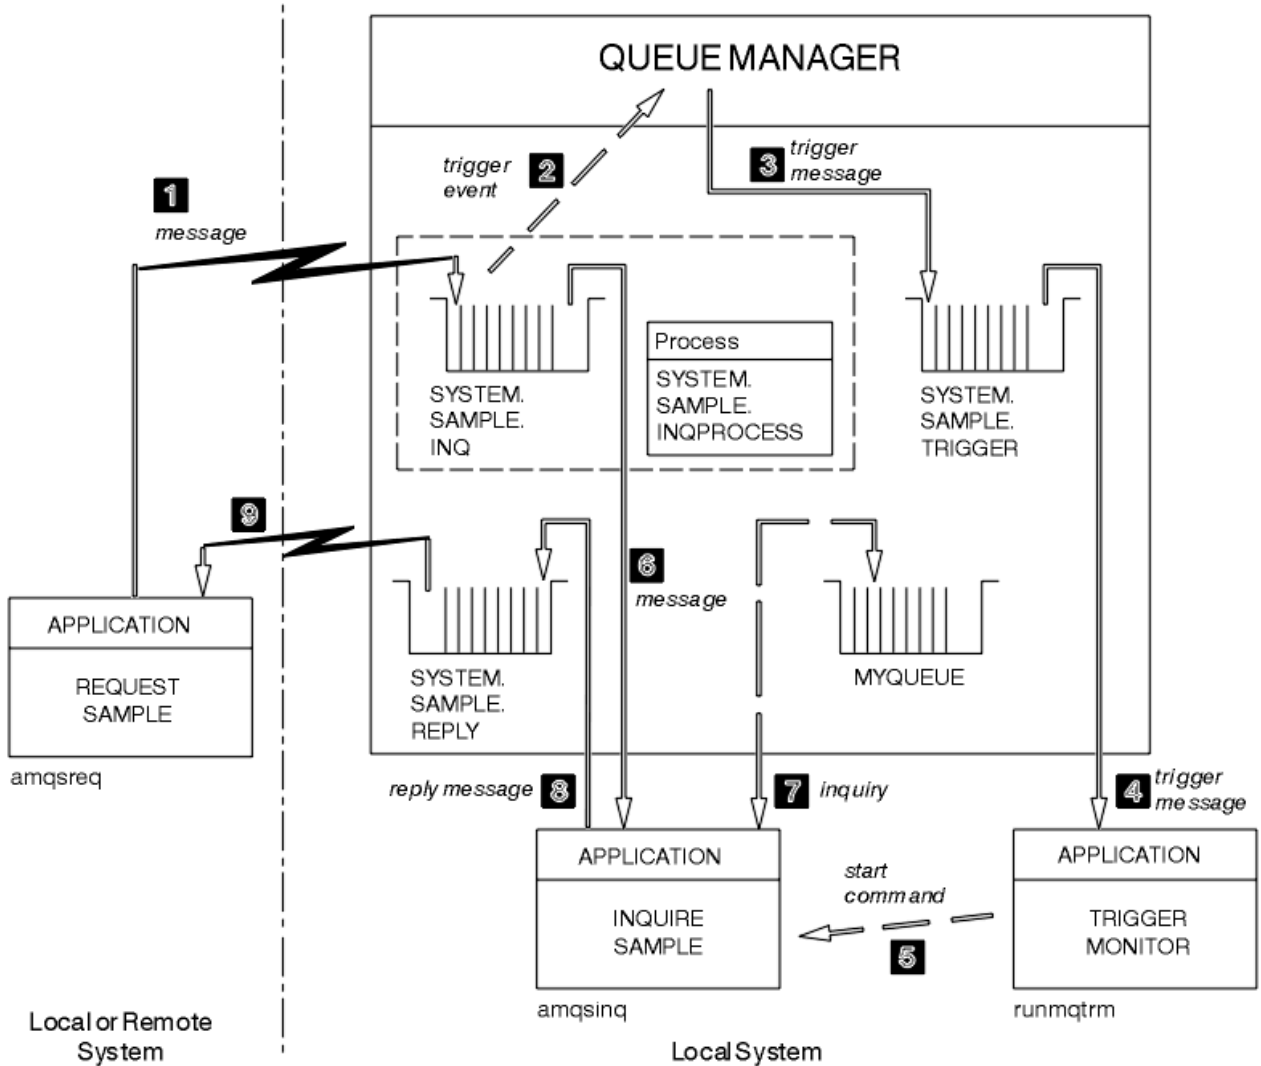 QUEUE MANAGER
trigger
event
2
3
trigger
message
1
message
Process
SYSTEM.
SAMPLE.
INQPROCESS
SYSTEM.
SAMPLE.
INQ
SYSTEM.
SAMPLE.
TRIGGER
9
6
message
APPLICATION
REQUEST
SAMPLE
amqsreq
SYSTEM.
SAMPLE.
REPLY
MYQUEUE
reply message
8
7
inquiry
4
trigger
message
APPLICATION
INQUIRE
SAMPLE
amqsinq
start
command
5
APPLICATION
TRIGGER
MONITOR
runmqtrm
Local or Remote
System
Local System